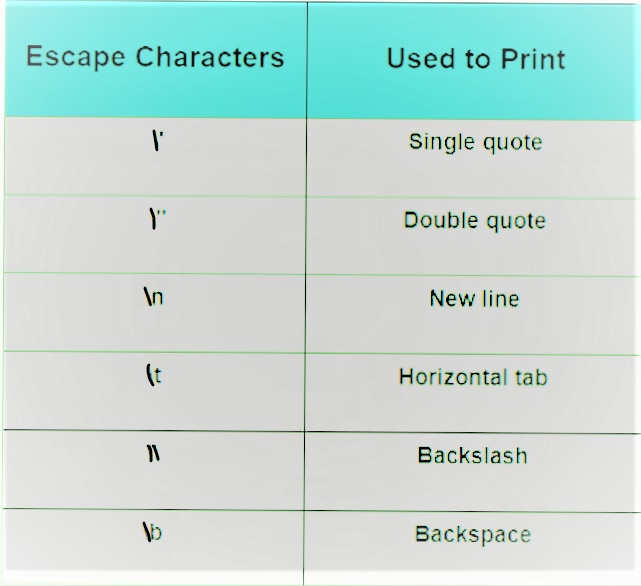 Escape Characters Used to Print
\' Single quote
\" Double quote
\n New line
\t Horizontal tab
\\ Backslash
\b Backspace